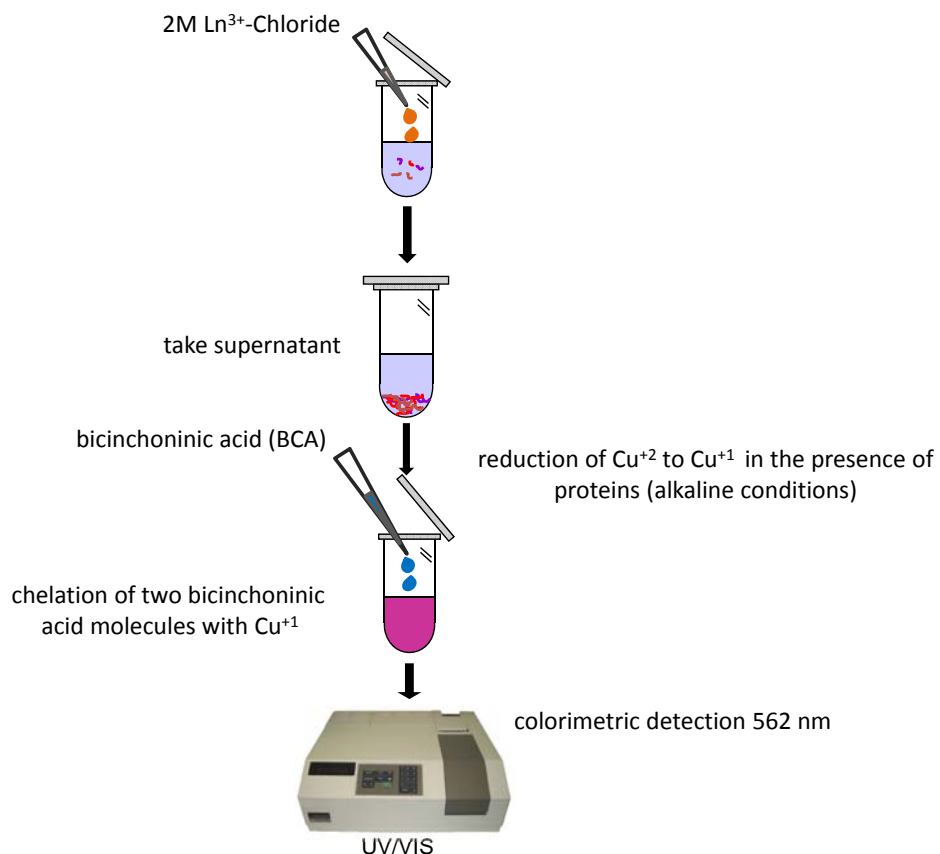 2M Ln³⁺-Chloride
take supernatant
bicinchoninic acid (BCA)
reduction of Cu⁺² to Cu⁺¹ in the presence of
proteins (alkaline conditions)
chelation of two bicinchoninic
acid molecules with Cu⁺¹
colorimetric detection 562 nm
UV/VIS